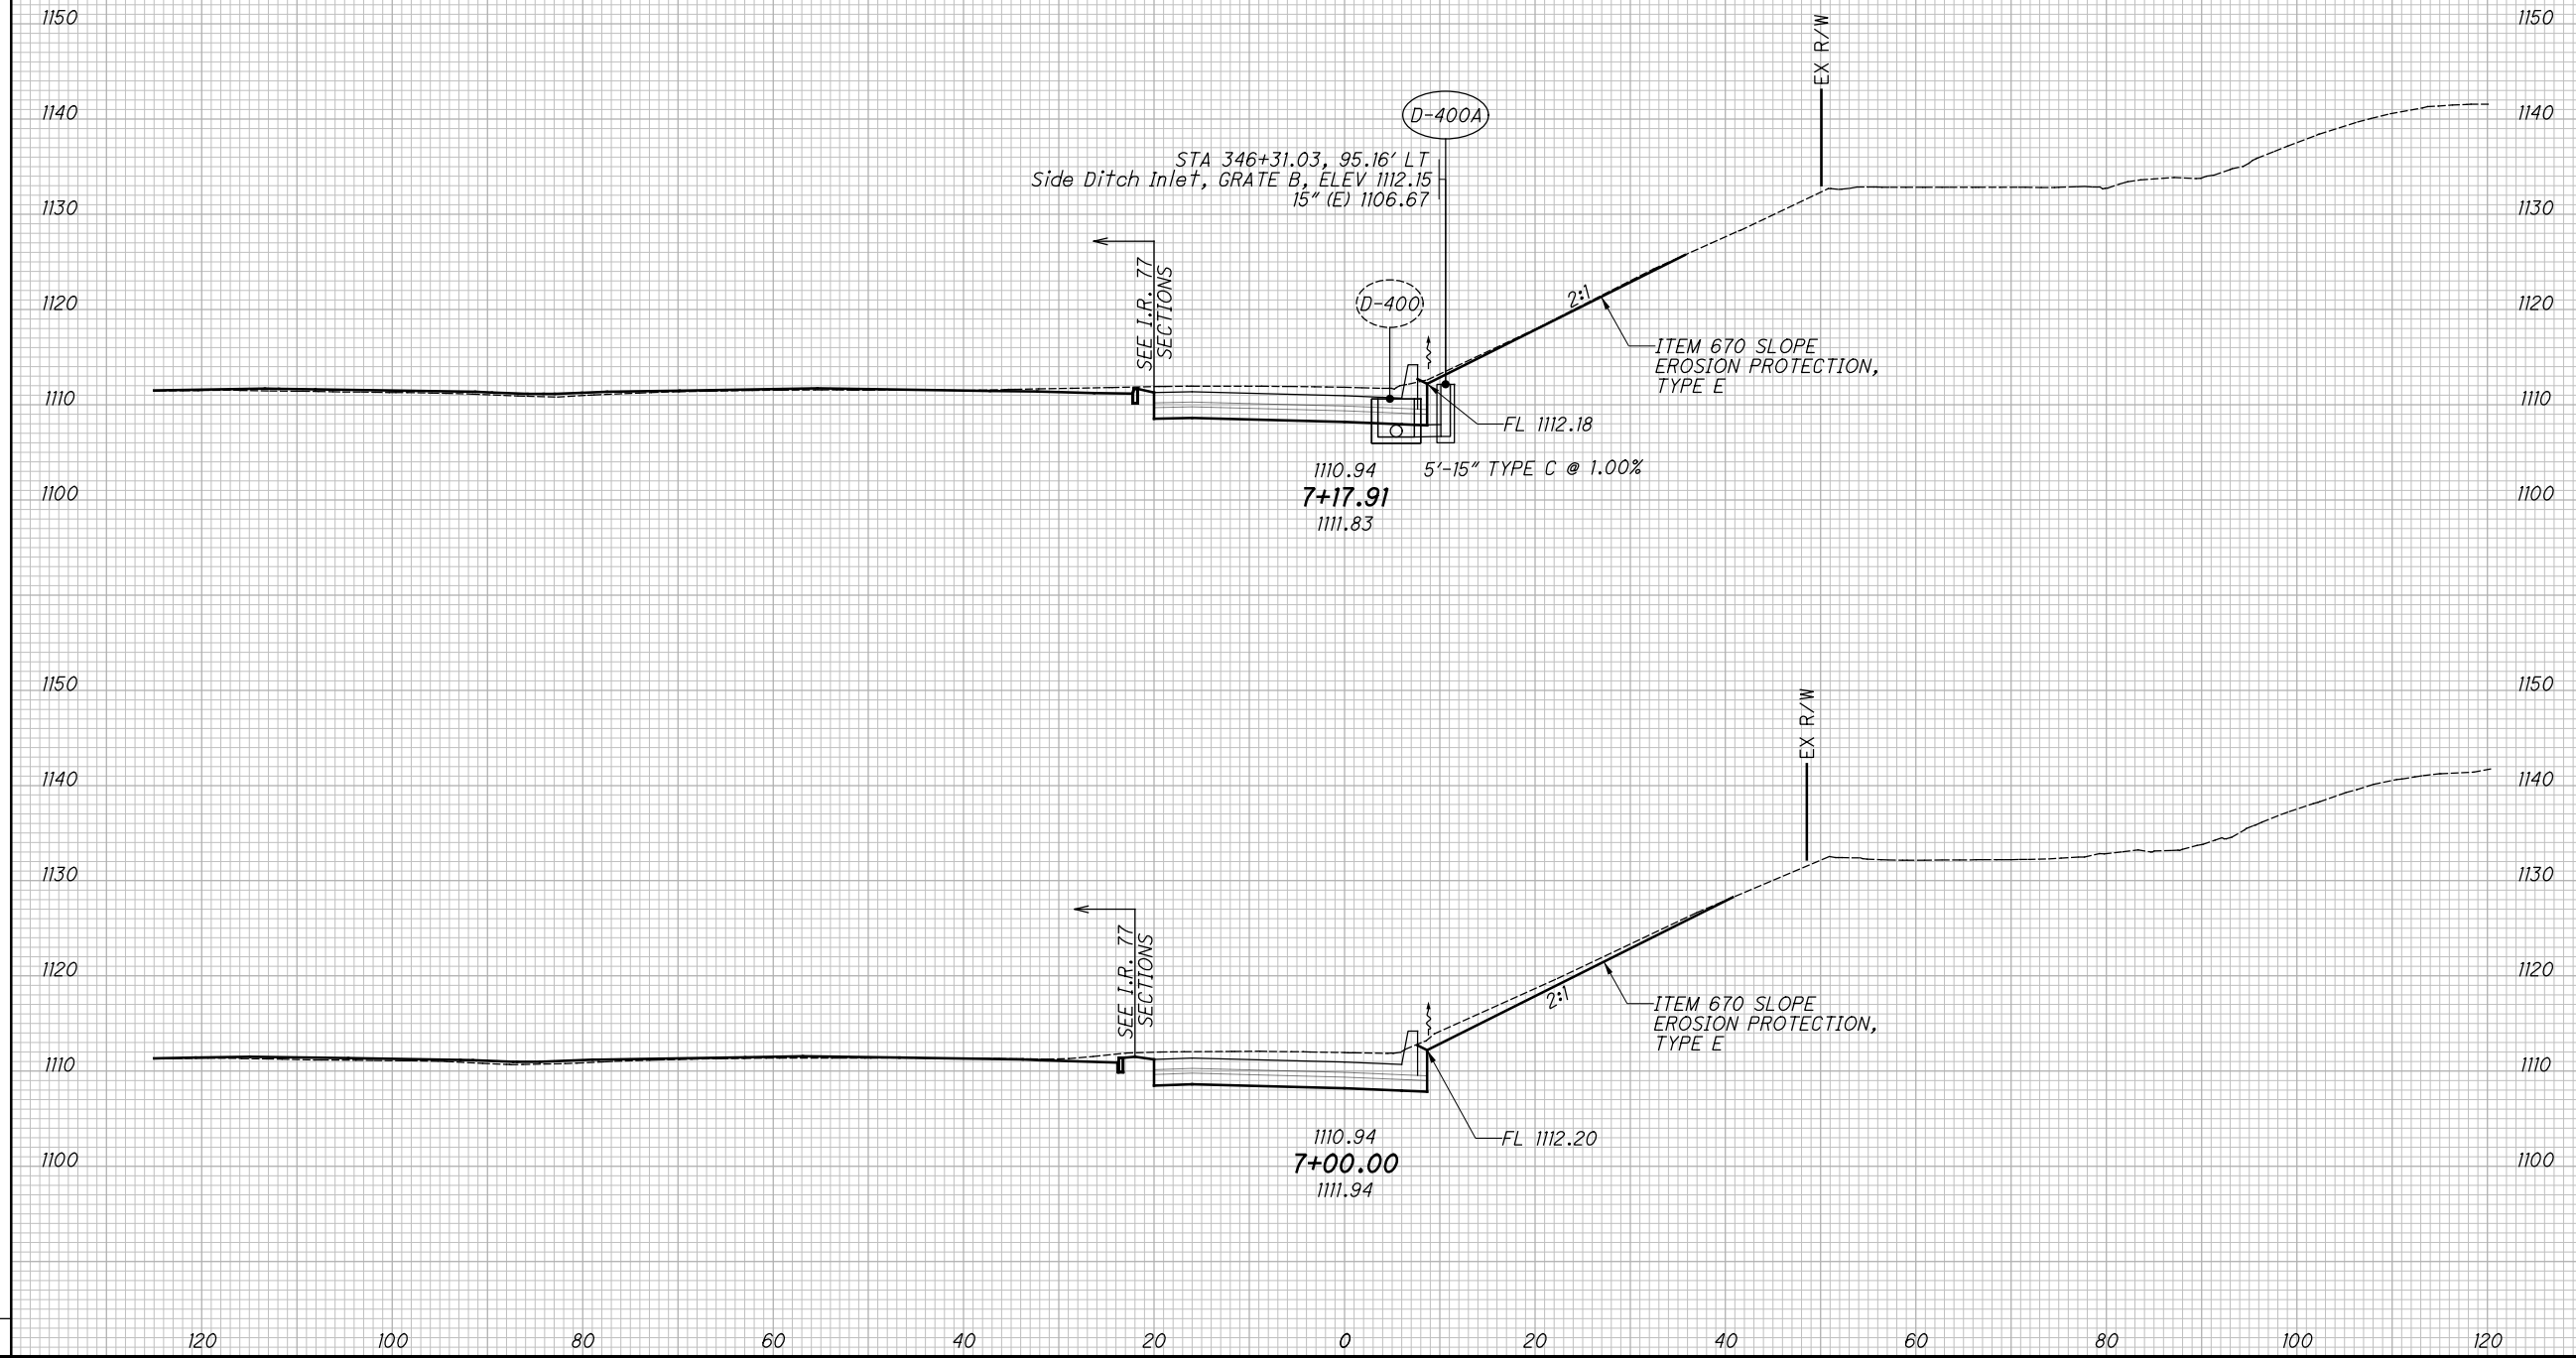 1150 1150
EX R/W
1140 1140
D-400A
STA 346+31.03, 95.16' LT
Side Ditch Inlet, GRATE B, ELEV 1112.15
15" (E) 1106.67
1130 1130
SEE I.R. 77
SECTIONS
D-400
1120 1120
2:1
ITEM 670 SLOPE
EROSION PROTECTION,
TYPE E
1110 1110
FL 1112.18
1110.94 5'-15" TYPE C @ 1.00%
7+17.91
1111.83
1100 1100
1150 1150
EX R/W
1140 1140
1130 1130
SEE I.R. 77
SECTIONS
1120 1120
2:1
ITEM 670 SLOPE
EROSION PROTECTION,
TYPE E
1110 1110
FL 1112.20
1110.94
7+00.00
1111.94
1100 1100
120 100 80 60 40 20 0 20 40 60 80 100 120